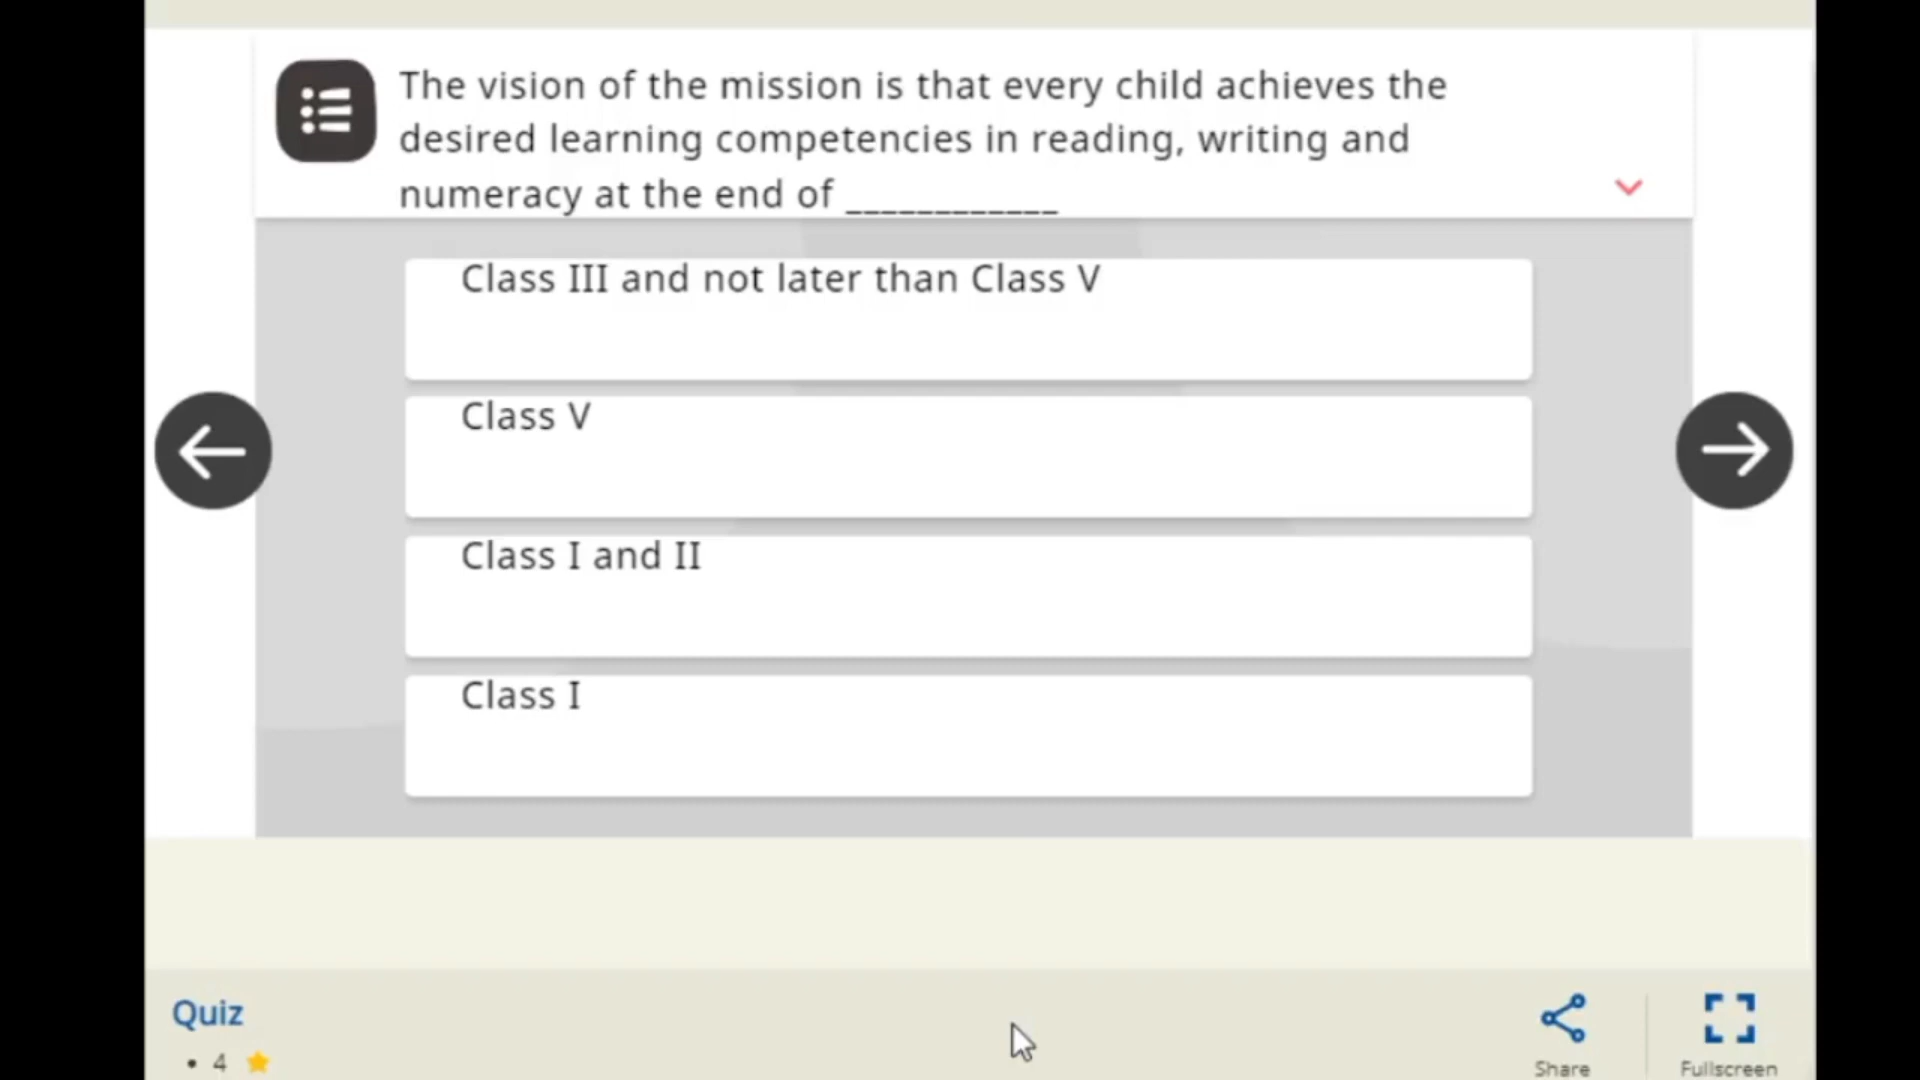 The vision of the mission is that every child achieves the
desired learning competencies in reading, writing and
numeracy at the end of ____________
Class III and not later than Class V
Class V
Class I and II
Class I
Quiz
• 4
Share
Fullscreen